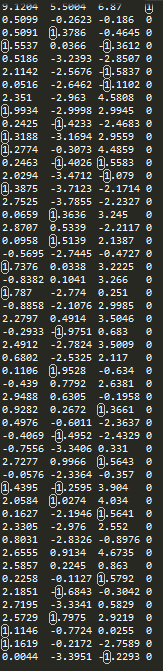 9.1204 5.5004 6.87 1
0.5099 -0.2623 -0.186 0
0.5091 1.3786 -0.4645 0
1.5537 0.0366 -1.3612 0
0.5186 -3.2393 -2.8507 0
2.1142 -2.5676 -1.5837 0
0.0516 -2.6462 -1.1102 0
2.351 -2.963 4.5808 0
1.9934 -2.9998 2.9945 0
0.2425 -1.4233 -2.4683 0
1.3188 -3.1694 2.9559 0
1.2774 -0.3073 4.4859 0
0.2463 -1.4026 1.5583 0
2.0294 -3.4712 -1.079 0
1.3875 -3.7123 -2.1714 0
2.7525 -3.7855 -2.2327 0
0.0659 1.3636 3.245 0
2.8707 0.5339 -2.2117 0
0.0958 1.5139 2.1387 0
-0.5695 -2.7445 -0.4727 0
1.7376 0.0338 3.2225 0
-0.8382 0.1041 3.266 0
1.787 -2.774 0.251 0
-0.8858 -2.1076 2.9985 0
2.2797 0.4914 3.5046 0
-0.2933 -1.9751 0.683 0
2.4912 -2.7824 3.5009 0
0.6802 -2.5325 2.117 0
0.1106 1.9528 -0.634 0
-0.439 0.7792 2.6381 0
2.9488 0.6305 -0.1958 0
0.9282 0.2672 1.3661 0
0.4976 -0.6011 -2.3637 0
-0.4069 -1.4952 -2.4329 0
-0.7556 -3.3406 0.331 0
2.7277 0.9966 1.5643 0
-0.0576 -2.3364 -0.357 0
1.4395 -1.2595 3.904 0
2.0584 1.0274 4.034 0
0.1627 -2.1946 1.5641 0
2.3305 -2.976 2.552 0
0.8031 -2.8326 -0.8976 0
2.6555 0.9134 4.6735 0
2.5857 0.2245 0.863 0
0.2258 -0.1127 1.5792 0
2.1851 -1.6843 -0.3042 0
2.7195 -3.3341 0.5829 0
2.5729 1.7975 2.9219 0
1.1146 -0.7724 0.0255 0
1.1619 -0.2172 -2.7589 0
0.0044 -3.3951 -1.2293 0